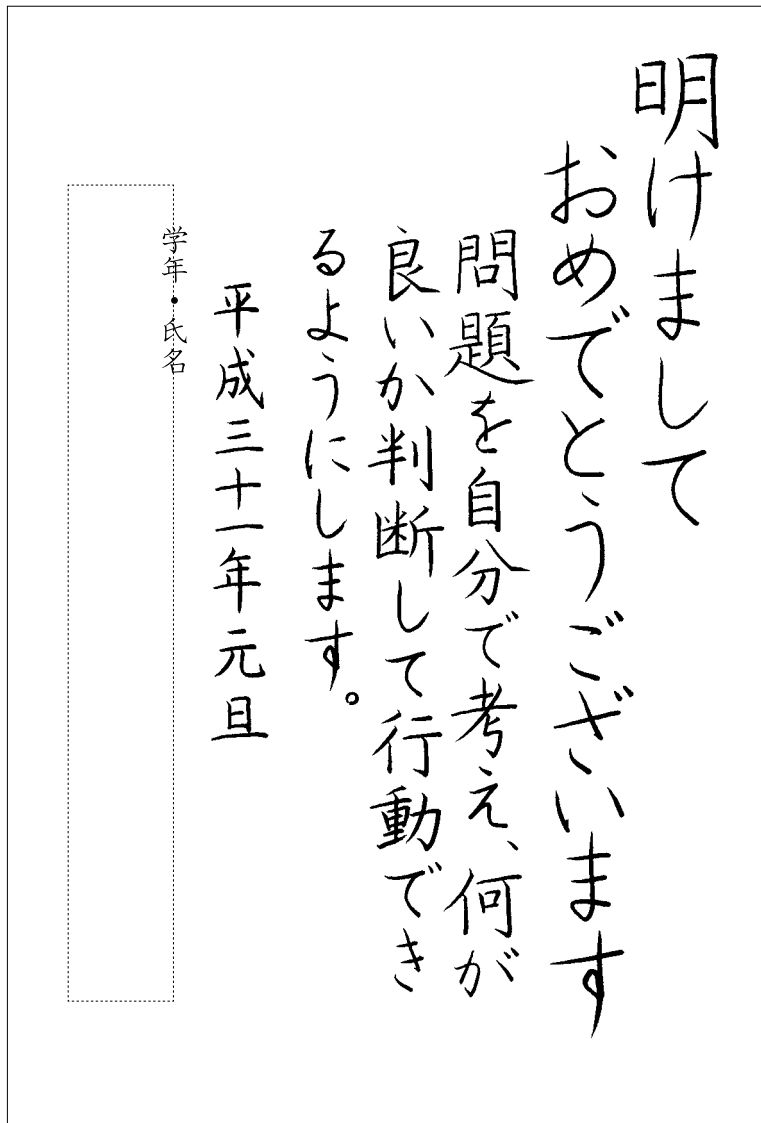 明けまして
おめでとうございます
問題を自分で考え、何が
良いか判断して行動でき
るようにします。
平成三十一年元旦
学年・氏名